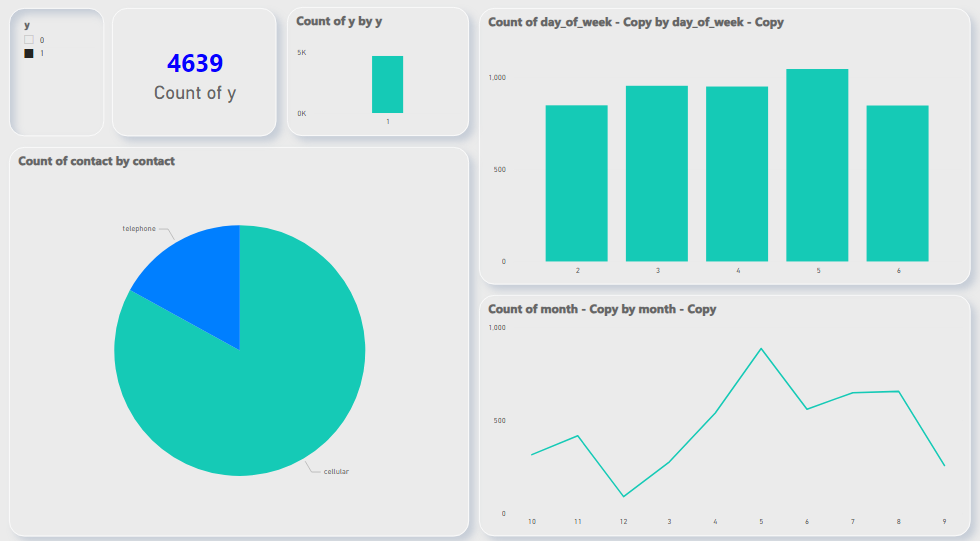 y
0
1
4639
Count of y
Count of y by y
5K
0K
1
Count of day_of_week - Copy by day_of_week - Copy
1,000
500
0
2 3 4 5 6
Count of contact by contact
telephone
cellular
Count of month - Copy by month - Copy
1,000
500
0
10 11 12 3 4 5 6 7 8 9